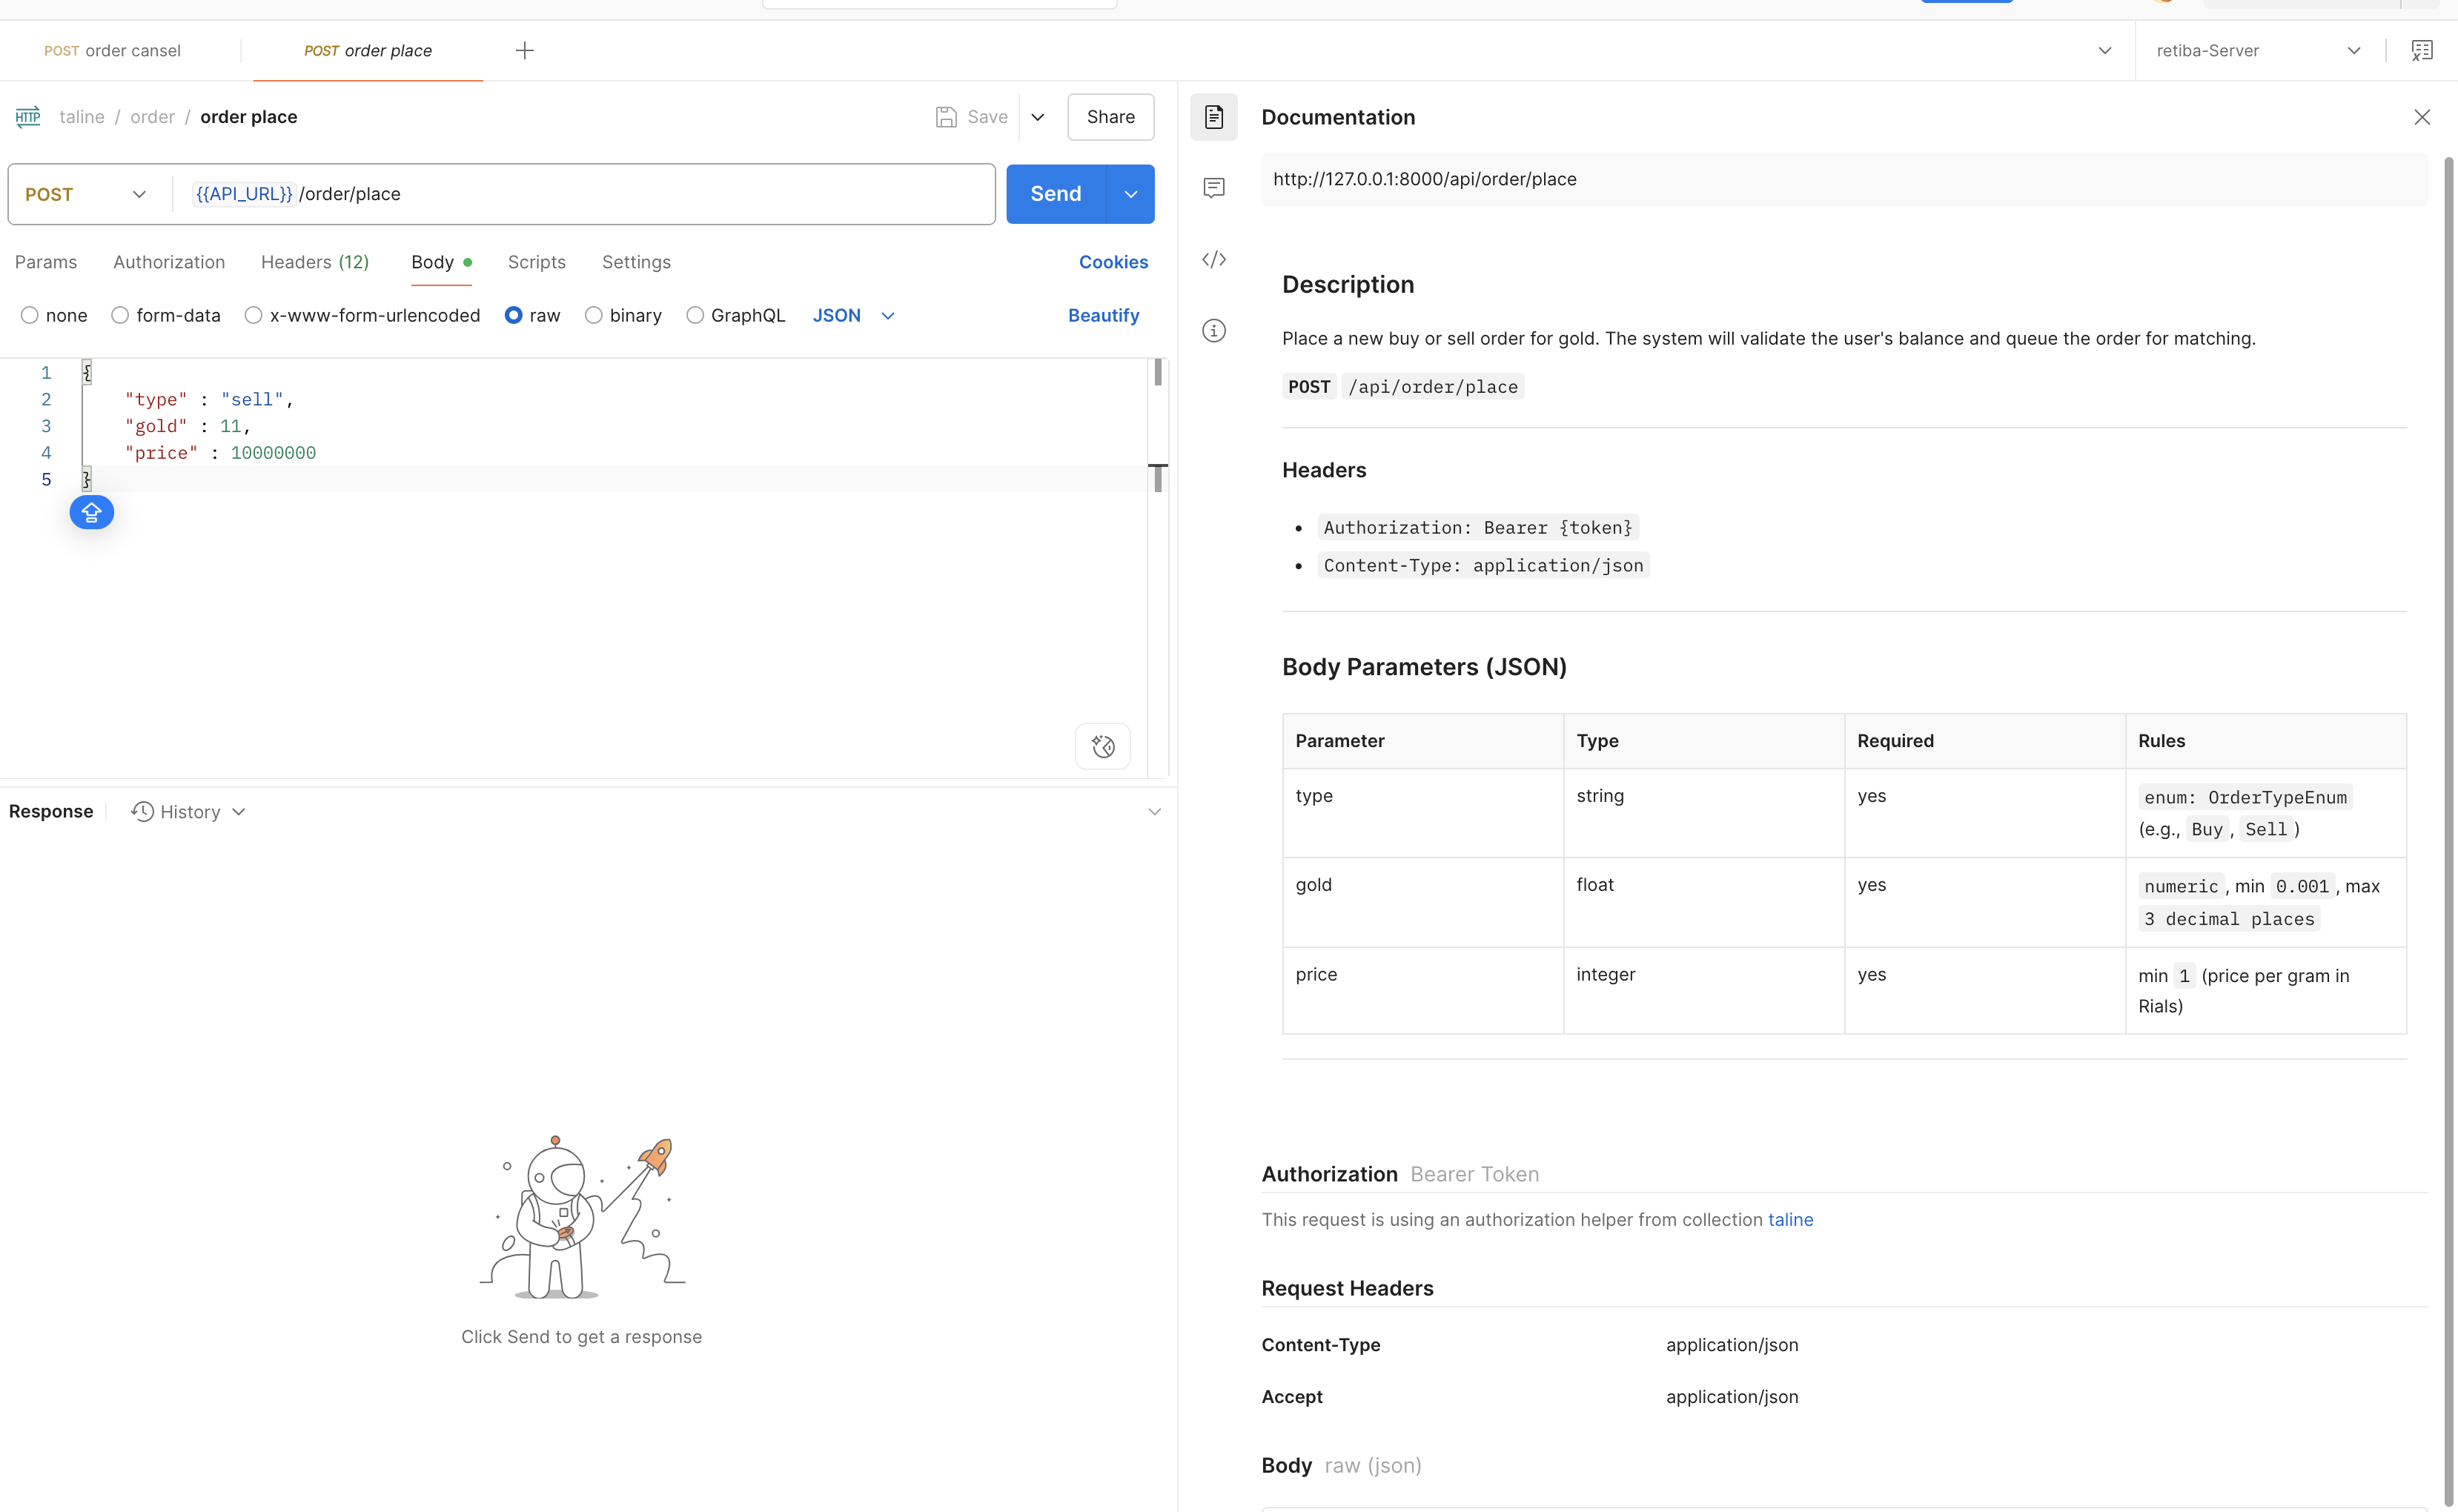 POST order cansel
POST order place
retiba-Server
HTTP taline / order / order place
Save
Share
POST
{{API_URL}}/order/place
Send
Params Authorization Headers (12) Body Scripts Settings Cookies
none form-data x-www-form-urlencoded raw binary GraphQL JSON Beautify
1 {
2 "type" : "sell",
3 "gold" : 11,
4 "price" : 10000000
5 }
Response History
Click Send to get a response
Documentation
http://127.0.0.1:8000/api/order/place
Description
Place a new buy or sell order for gold. The system will validate the user's balance and queue the order for matching.
POST /api/order/place
Headers
• Authorization: Bearer {token}
• Content-Type: application/json
Body Parameters (JSON)
Parameter Type Required Rules
type string yes enum: OrderTypeEnum
(e.g., Buy, Sell)
gold float yes numeric, min 0.001, max
3 decimal places
price integer yes min 1 (price per gram in
Rials)
Authorization Bearer Token
This request is using an authorization helper from collection taline
Request Headers
Content-Type application/json
Accept application/json
Body raw (json)